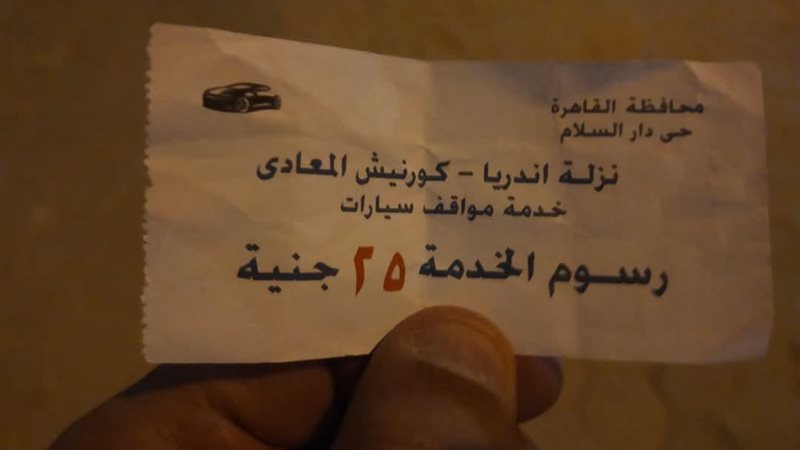 محافظة القاهرة
حى دار السلام
نزلة اندريا - كورنيش المعادى
خدمة مواقف سيارات
رسوم الخدمة ٢٥ جنية